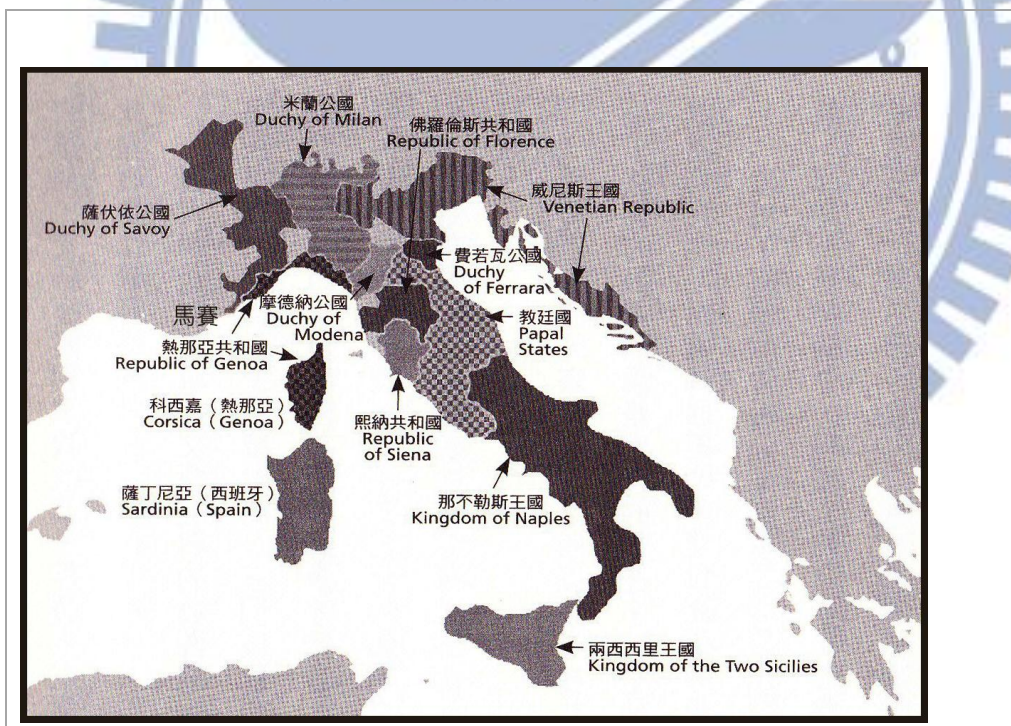 米蘭公國
Duchy of Milan
佛羅倫斯共和國
Republic of Florence
威尼斯王國
Venetian Republic
薩伏依公國
Duchy of Savoy
費若瓦公國
Duchy
of Ferrara
摩德納公國
Duchy of
Modena
馬賽
教廷國
Papal
States
熱那亞共和國
Republic of Genoa
科西嘉（熱那亞）
Corsica（Genoa）
熙納共和國
Republic
of Siena
薩丁尼亞（西班牙）
Sardinia（Spain）
那不勒斯王國
Kingdom of Naples
兩西西里王國
Kingdom of the Two Sicilies